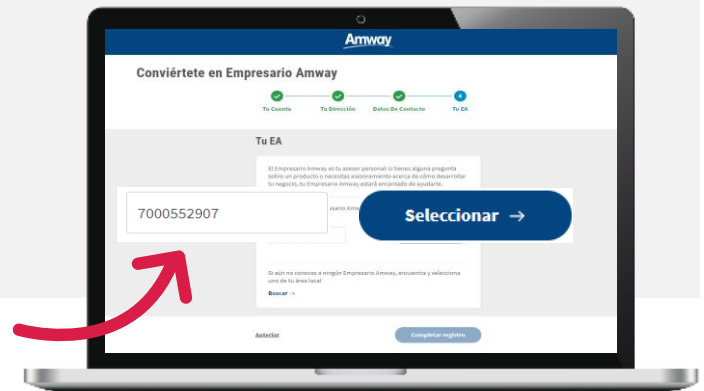 Amway
Conviértete en Empresario Amway
Tu Cuenta Tu Dirección Datos De Contacto 4 Tu EA
Tu EA
El Empresario Amway es tu asesor personal: si tienes alguna pregunta
sobre un producto o necesitas asesoramiento acerca de cómo desarrollar
tu negocio, tu Empresario Amway estará encantado de ayudarte.
7000552907
Seleccionar →
Si aún no conoces a ningún Empresario Amway, encuentra y selecciona
uno de tu área local
Buscar →
Anterior
Completar registro